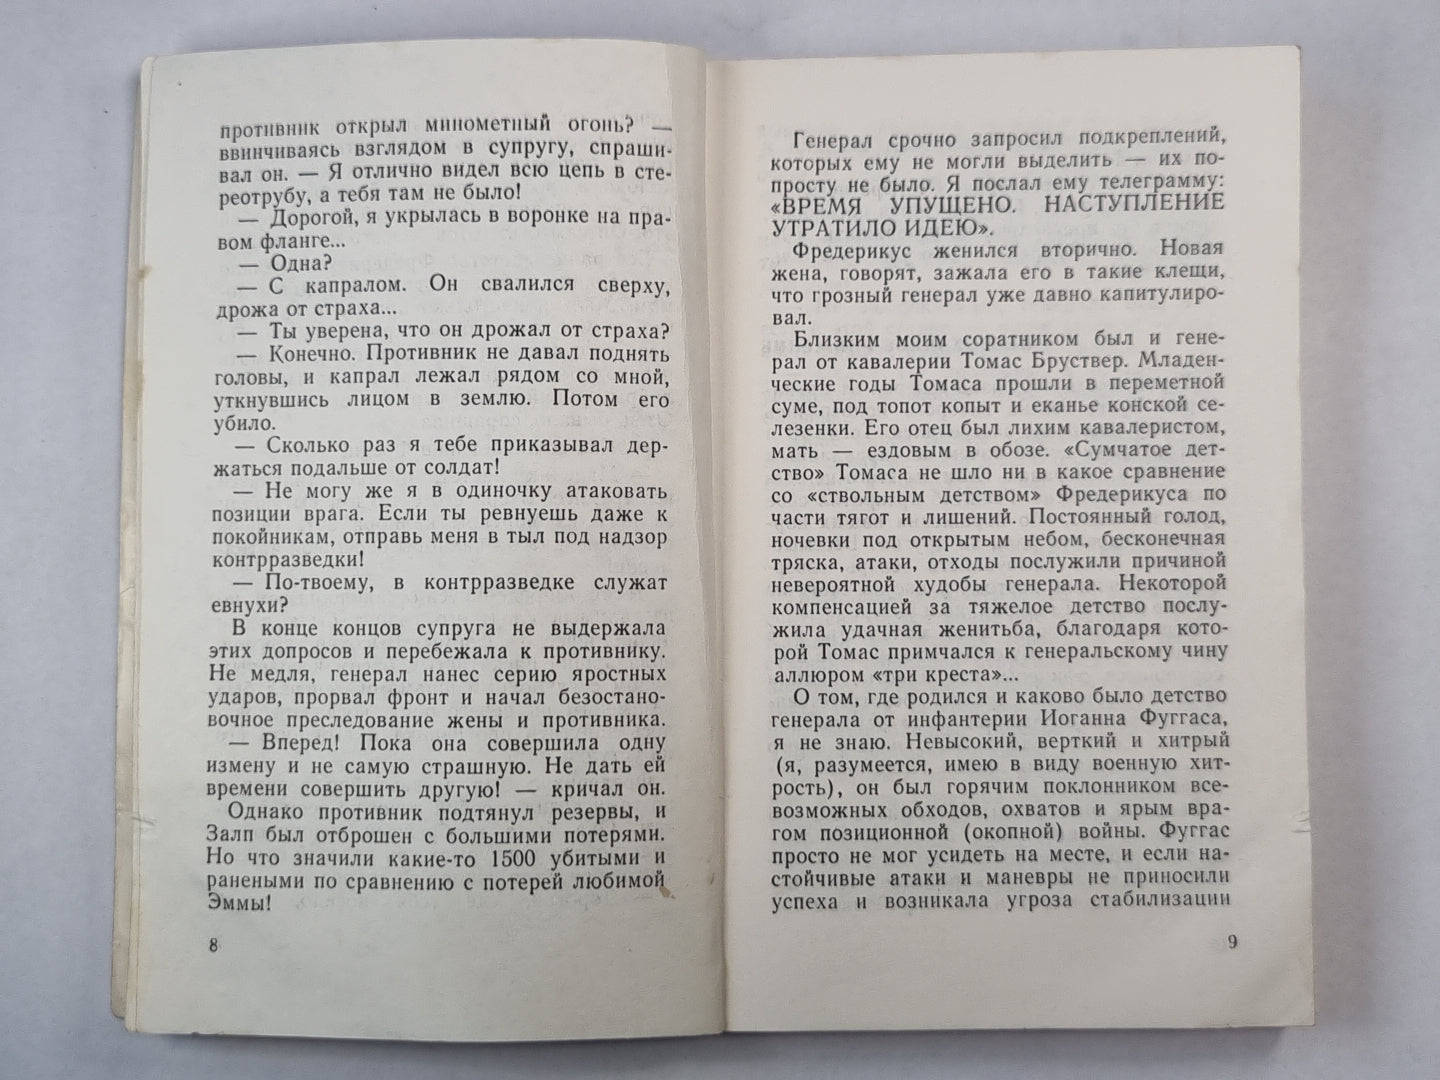 противник открыл минометный огонь? —
ввинчиваясь взглядом в супругу, спраши-
вал он. — Я отлично видел всю цепь в сте-
реотрубу, а тебя там не было!
— Дорогой, я укрылась в воронке на пра-
вом фланге...
— Одна?
— С капралом. Он свалился сверху,
дрожа от страха...
— Ты уверена, что он дрожал от страха?
— Конечно. Противник не давал поднять
головы, и капрал лежал рядом со мной,
уткнувшись лицом в землю. Потом его
убило.
— Сколько раз я тебе приказывал дер-
жаться подальше от солдат!
— Не могу же я в одиночку атаковать
позиции врага. Если ты ревнуешь даже к
покойникам, отправь меня в тыл под надзор
контрразведки!
— По-твоему, в контрразведке служат
евнухи?
В конце концов супруга не выдержала
этих допросов и перебежала к противнику.
Не медля, генерал нанес серию яростных
ударов, прорвал фронт и начал безостано-
вочное преследование жены и противника.
— Вперед! Пока она совершила одну
измену и не самую страшную. Не дать ей
времени совершить другую! — кричал он.
Однако противник подтянул резервы, и
Залп был отброшен с большими потерями.
Но что значили какие-то 1500 убитыми и
ранеными по сравнению с потерей любимой
Эммы!
8
Генерал срочно запросил подкреплений,
которых ему не могли выделить — их по-
просту не было. Я послал ему телеграмму:
«ВРЕМЯ УПУЩЕНО. НАСТУПЛЕНИЕ
УТРАТИЛО ИДЕЮ».
Фредерикус женился вторично. Новая
жена, говорят, зажала его в такие клещи,
что грозный генерал уже давно капитулиро-
вал.
Близким моим соратником был и гене-
рал от кавалерии Томас Бруствер. Младен-
ческие годы Томаса прошли в переметной
суме, под топот копыт и еканье конской се-
лезенки. Его отец был лихим кавалеристом,
мать — ездовым в обозе. «Сумчатое дет-
ство» Томаса не шло ни в какое сравнение
со «ствольным детством» Фредерикуса по
части тягот и лишений. Постоянный голод,
ночевки под открытым небом, бесконечная
тряска, атаки, отходы послужили причиной
невероятной худобы генерала. Некоторой
компенсацией за тяжелое детство послу-
жила удачная женитьба, благодаря кото-
рой Томас примчался к генеральскому чину
аллюром «три креста»...
О том, где родился и каково было детство
генерала от инфантерии Иоганна Фуггаса,
я не знаю. Невысокий, верткий и хитрый
(я, разумеется, имею в виду военную хит-
рость), он был горячим поклонником все-
возможных обходов, охватов и ярым вра-
гом позиционной (окопной) войны. Фуггас
просто не мог усидеть на месте, и если на-
стойчивые атаки и маневры не приносили
успеха и возникала угроза стабилизации
9